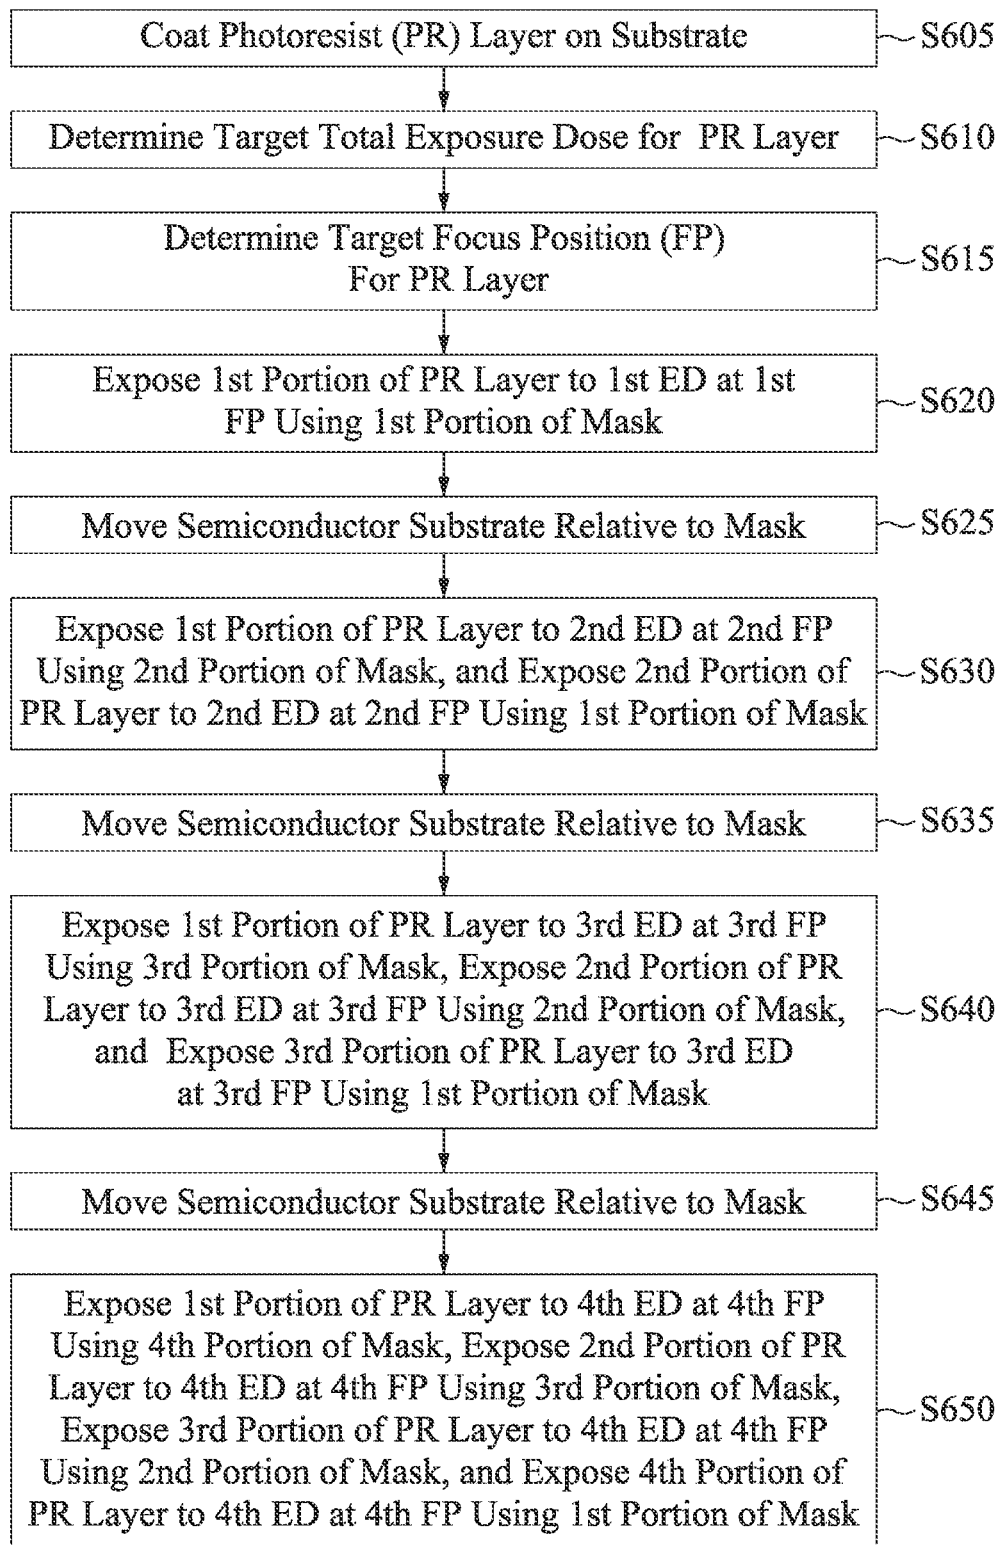 Coat Photoresist (PR) Layer on Substrate
S605
Determine Target Total Exposure Dose for PR Layer
S610
Determine Target Focus Position (FP)
For PR Layer
S615
Expose 1st Portion of PR Layer to 1st ED at 1st
FP Using 1st Portion of Mask
S620
Move Semiconductor Substrate Relative to Mask
S625
Expose 1st Portion of PR Layer to 2nd ED at 2nd FP
Using 2nd Portion of Mask, and Expose 2nd Portion of
PR Layer to 2nd ED at 2nd FP Using 1st Portion of Mask
S630
Move Semiconductor Substrate Relative to Mask
S635
Expose 1st Portion of PR Layer to 3rd ED at 3rd FP
Using 3rd Portion of Mask, Expose 2nd Portion of PR
Layer to 3rd ED at 3rd FP Using 2nd Portion of Mask,
and Expose 3rd Portion of PR Layer to 3rd ED
at 3rd FP Using 1st Portion of Mask
S640
Move Semiconductor Substrate Relative to Mask
S645
Expose 1st Portion of PR Layer to 4th ED at 4th FP
Using 4th Portion of Mask, Expose 2nd Portion of PR
Layer to 4th ED at 4th FP Using 3rd Portion of Mask,
Expose 3rd Portion of PR Layer to 4th ED at 4th FP
Using 2nd Portion of Mask, and Expose 4th Portion of
PR Layer to 4th ED at 4th FP Using 1st Portion of Mask
S650